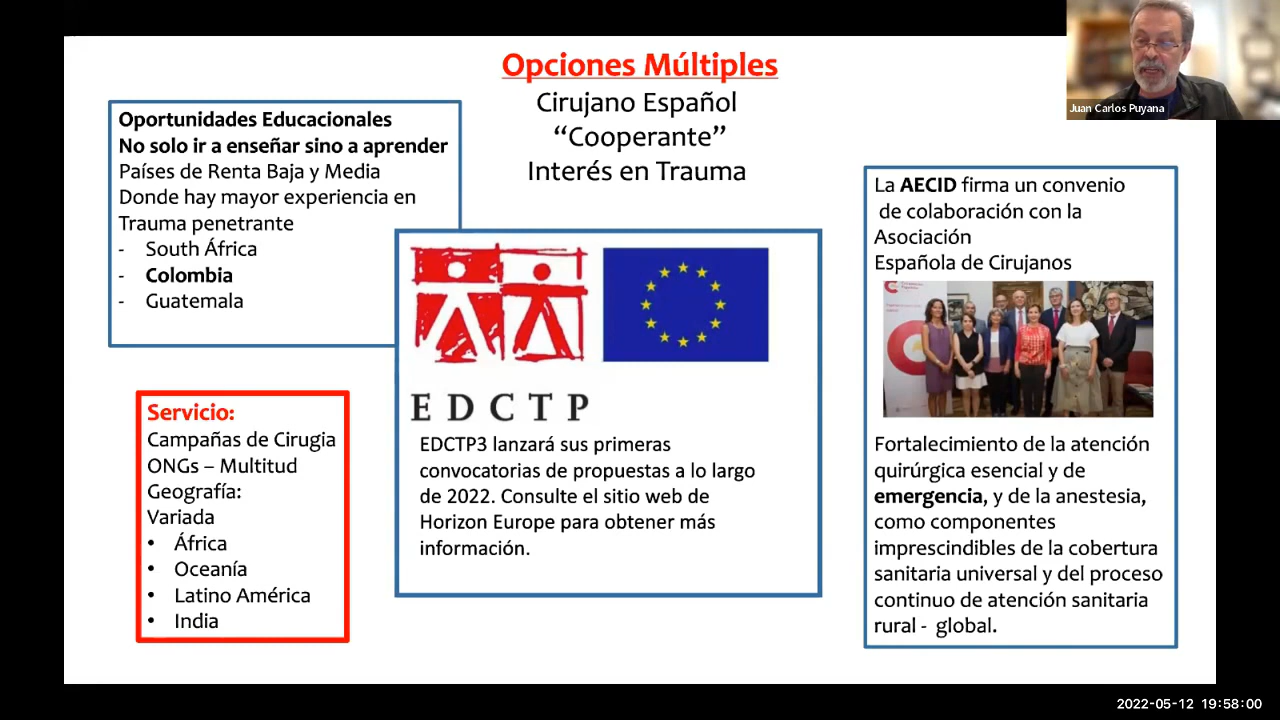 Opciones Múltiples
Cirujano Español
“Cooperante”
Interés en Trauma
Juan Carlos Puyana
Oportunidades Educacionales
No solo ir a enseñar sino a aprender
Países de Renta Baja y Media
Donde hay mayor experiencia en
Trauma penetrante
- South África
- Colombia
- Guatemala
Servicio:
Campañas de Cirugia
ONGs – Multitud
Geografía:
Variada
• África
• Oceanía
• Latino América
• India
EDCTP
EDCTP3 lanzará sus primeras
convocatorias de propuestas a lo largo
de 2022. Consulte el sitio web de
Horizon Europe para obtener más
información.
La AECID firma un convenio
de colaboración con la
Asociación
Española de Cirujanos
Fortalecimiento de la atención
quirúrgica esencial y de
emergencia, y de la anestesia,
como componentes
imprescindibles de la cobertura
sanitaria universal y del proceso
continuo de atención sanitaria
rural - global.
2022-05-12 19:58:00